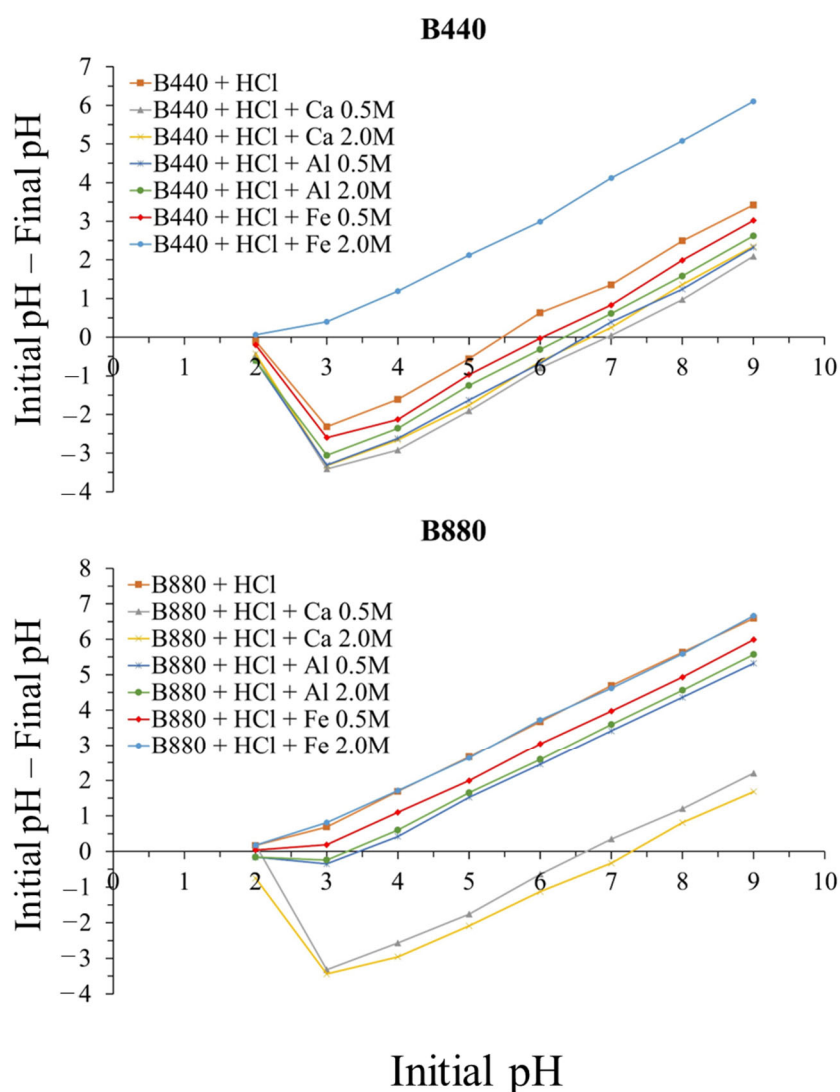 B440
Initial pH – Final pH
7
6
5
4
3
2
1
0
−1
−2
−3
−4
B440 + HCl
B440 + HCl + Ca 0.5M
B440 + HCl + Ca 2.0M
B440 + HCl + Al 0.5M
B440 + HCl + Al 2.0M
B440 + HCl + Fe 0.5M
B440 + HCl + Fe 2.0M
0 1 2 3 4 5 6 7 8 9 10
B880
Initial pH – Final pH
8
7
6
5
4
3
2
1
0
−1
−2
−3
−4
B880 + HCl
B880 + HCl + Ca 0.5M
B880 + HCl + Ca 2.0M
B880 + HCl + Al 0.5M
B880 + HCl + Al 2.0M
B880 + HCl + Fe 0.5M
B880 + HCl + Fe 2.0M
0 1 2 3 4 5 6 7 8 9 10
Initial pH